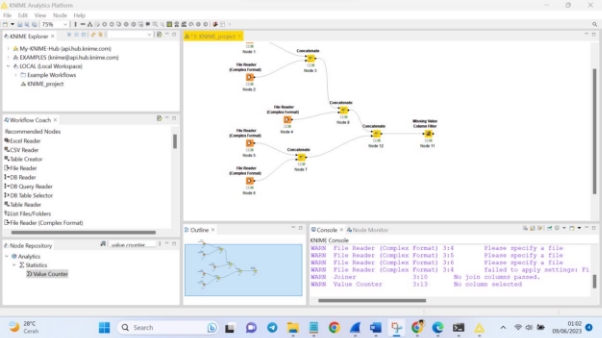 KNIME Analytics Platform
File Edit View Node Help
75%
KNIME Explorer
My-KNIME-Hub (api.hub.knime.com)
EXAMPLES (knime@api.hub.knime.com)
LOCAL (Local Workspace)
Example Workflows
KNIME_project
Workflow Coach
Recommended Nodes
Excel Reader
CSV Reader
Table Creator
File Reader
DB Reader
DB Query Reader
DB Table Selector
Table Reader
List Files/Folders
File Reader (Complex Format)
Node Repository
value counter
Analytics
Statistics
Value Counter
KNIME_project
Node 1
Concatenate
Node 3
File Reader
(Complex Format)
Node 2
File Reader
(Complex Format)
Node 4
Concatenate
File Reader
(Complex Format)
Node 5
Concatenate
Node 7
File Reader
(Complex Format)
Concatenate
Node 12
Missing Value
Column Filter
Node 11
Outline
Console
Node Monitor
KNIME Console
WARN File Reader (Complex Format) 3:4 Please specify a file
WARN File Reader (Complex Format) 3:5 Please specify a file
WARN File Reader (Complex Format) 3:6 Please specify a file
WARN File Reader (Complex Format) 3:4 failed to apply settings: Fi
WARN Joiner 3:10 No join columns passed.
WARN Value Counter 3:13 No column selected
28°C
Cerah
Search
01:02
09/06/2023